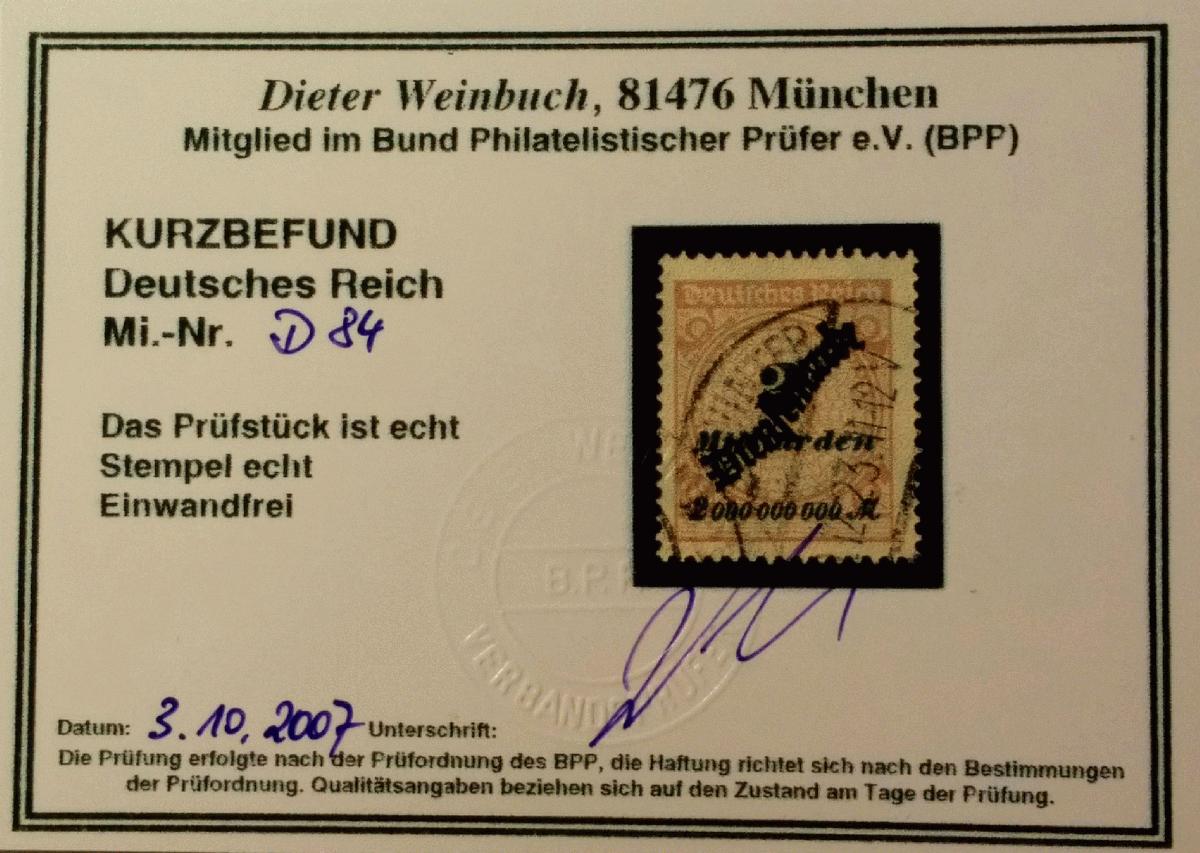 Dieter Weinbuch, 81476 München
Mitglied im Bund Philatelistischer Prüfer e.V. (BPP)
KURZBEFUND
Deutsches Reich
Mi.-Nr. D 84
Das Prüfstück ist echt
Stempel echt
Einwandfrei
Deutsches Reich
Milliarden
2 000 000 000 M
B.P.P.
Datum: 3.10.2007 Unterschrift:
Die Prüfung erfolgte nach der Prüfordnung des BPP, die Haftung richtet sich nach den Bestimmungen
der Prüfordnung. Qualitätsangaben beziehen sich auf den Zustand am Tage der Prüfung.